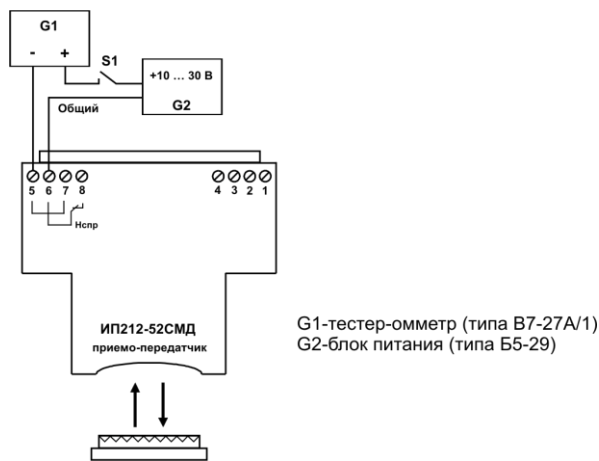 G1
- +
S1
+10 ... 30 В
G2
Общий
5 6 7 8 4 3 2 1
Нспр
ИП212-52СМД
приемо-передатчик
G1-тестер-омметр (типа В7-27А/1)
G2-блок питания (типа Б5-29)